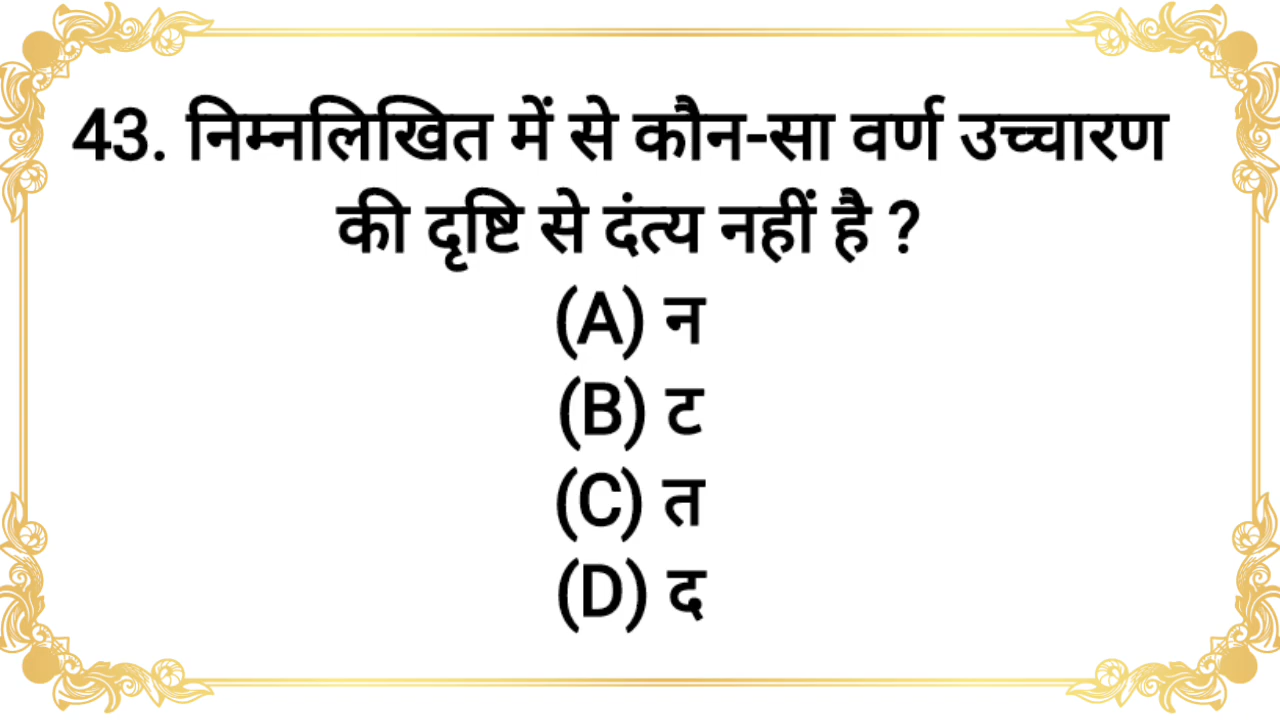 43. निम्नलिखित में से कौन-सा वर्ण उच्चारण
की दृष्टि से दंत्य नहीं है ?
(A) न
(B) ट
(C) त
(D) द